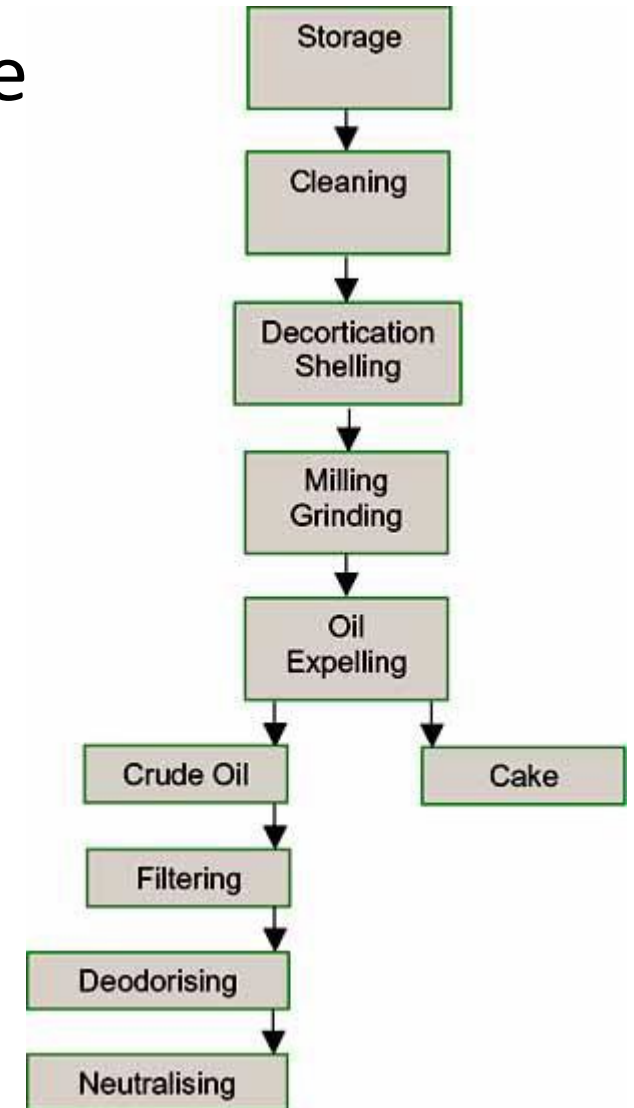 e
Storage
Cleaning
Decortication
Shelling
Milling
Grinding
Oil
Expelling
Crude Oil
Cake
Filtering
Deodorising
Neutralising